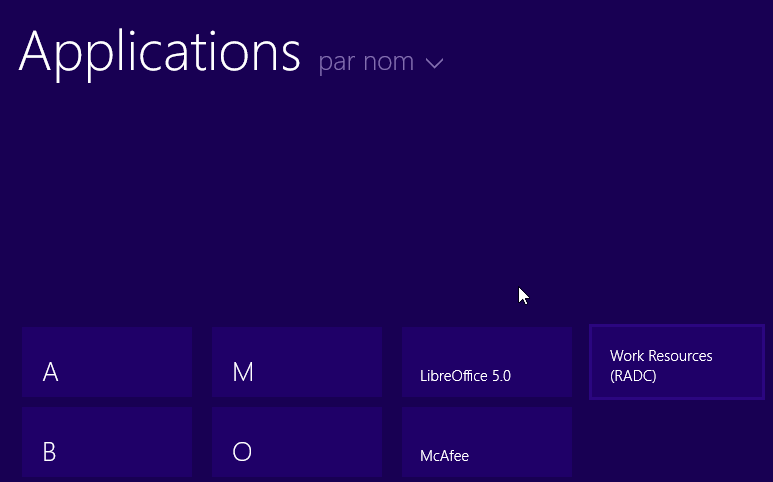 Applications par nom
A
M
LibreOffice 5.0
Work Resources
(RADC)
B
O
McAfee